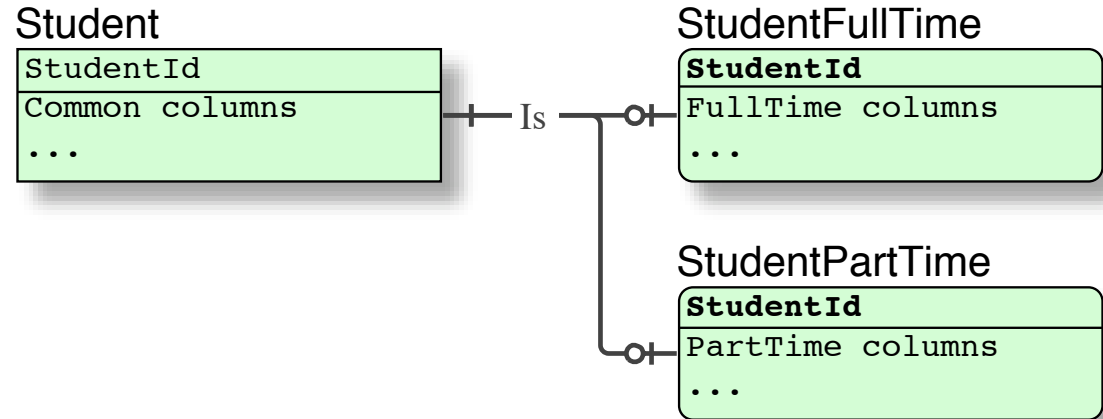 Student
StudentId
Common columns
...
Is
StudentFullTime
StudentId
FullTime columns
...
StudentPartTime
StudentId
PartTime columns
...